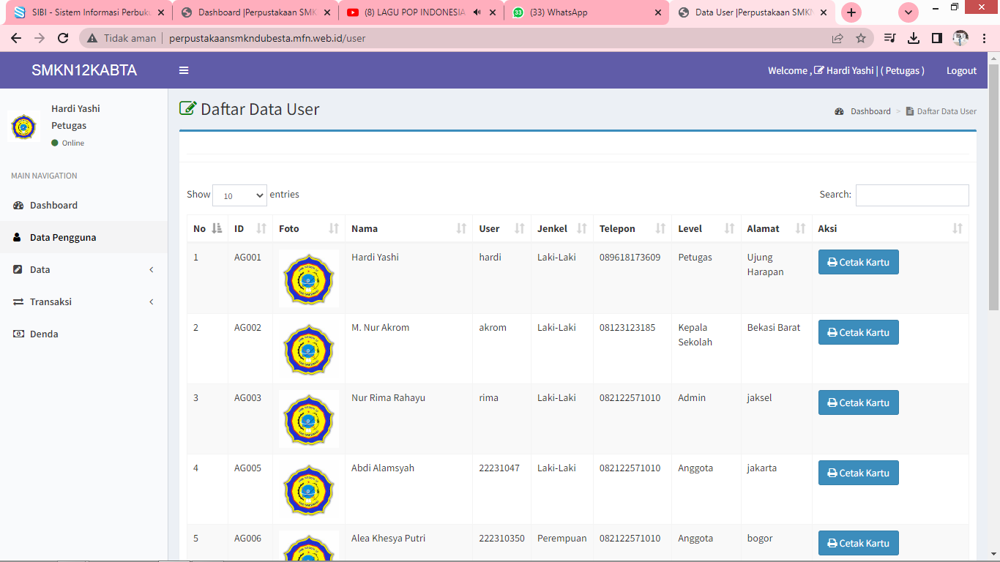 SIBI - Sistem Informasi Perbuku
Dashboard |Perpustakaan SMK
(8) LAGU POP INDONESIA
(33) WhatsApp
Data User |Perpustakaan SMKN
Tidak aman | perpustakaansmkndubesta.mfn.web.id/user
SMKN12KABTA
Welcome , Hardi Yashi | ( Petugas )
Logout
Hardi Yashi
Petugas
Online
MAIN NAVIGATION
Dashboard
Data Pengguna
Data
Transaksi
Denda
Daftar Data User
Dashboard > Daftar Data User
Show 10 entries
Search:
No ID Foto Nama User Jenkel Telepon Level Alamat Aksi
1 AG001 Hardi Yashi hardi Laki-Laki 089618173609 Petugas Ujung Harapan Cetak Kartu
2 AG002 M. Nur Akrom akrom Laki-Laki 08123123185 Kepala Sekolah Bekasi Barat Cetak Kartu
3 AG003 Nur Rima Rahayu rima Laki-Laki 082122571010 Admin jaksel Cetak Kartu
4 AG005 Abdi Alamsyah 22231047 Laki-Laki 082122571010 Anggota jakarta Cetak Kartu
5 AG006 Alea Khesya Putri 222310350 Perempuan 082122571010 Anggota bogor Cetak Kartu